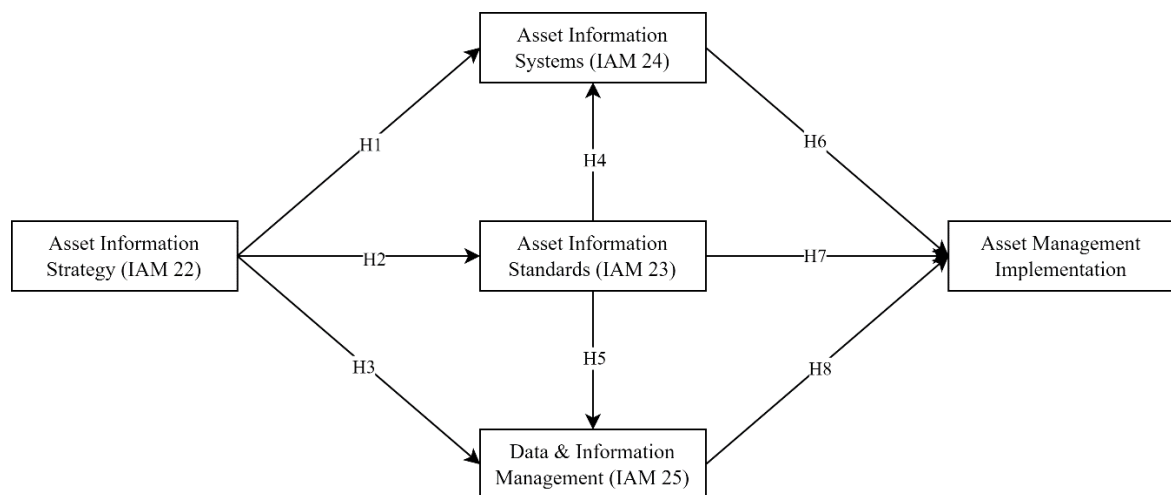 Asset Information
Systems (IAM 24)
H1
H6
H4
Asset Information
Strategy (IAM 22)
H2
Asset Information
Standards (IAM 23)
H7
Asset Management
Implementation
H3
H5
H8
Data & Information
Management (IAM 25)